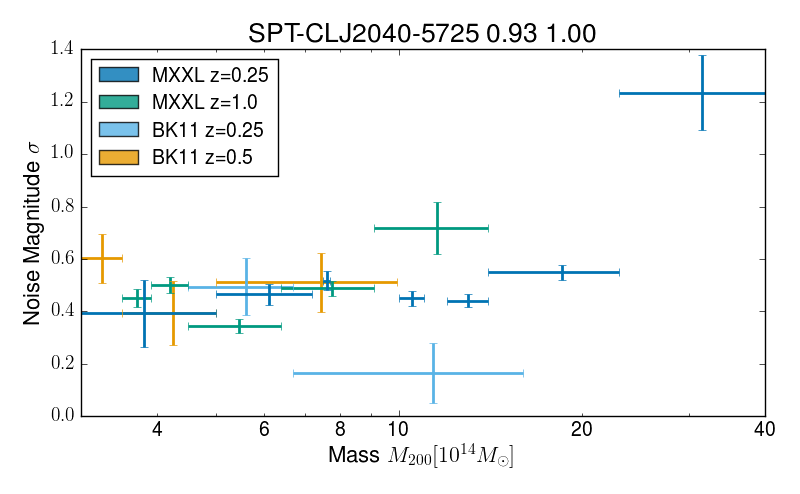 SPT-CLJ2040-5725 0.93 1.00
1.4
1.2
1.0
0.8
0.6
0.4
0.2
0.0
Noise Magnitude σ
MXXL z=0.25
MXXL z=1.0
BK11 z=0.25
BK11 z=0.5
4 6 8 10 20 40
Mass M₂₀₀[10¹⁴M☉]